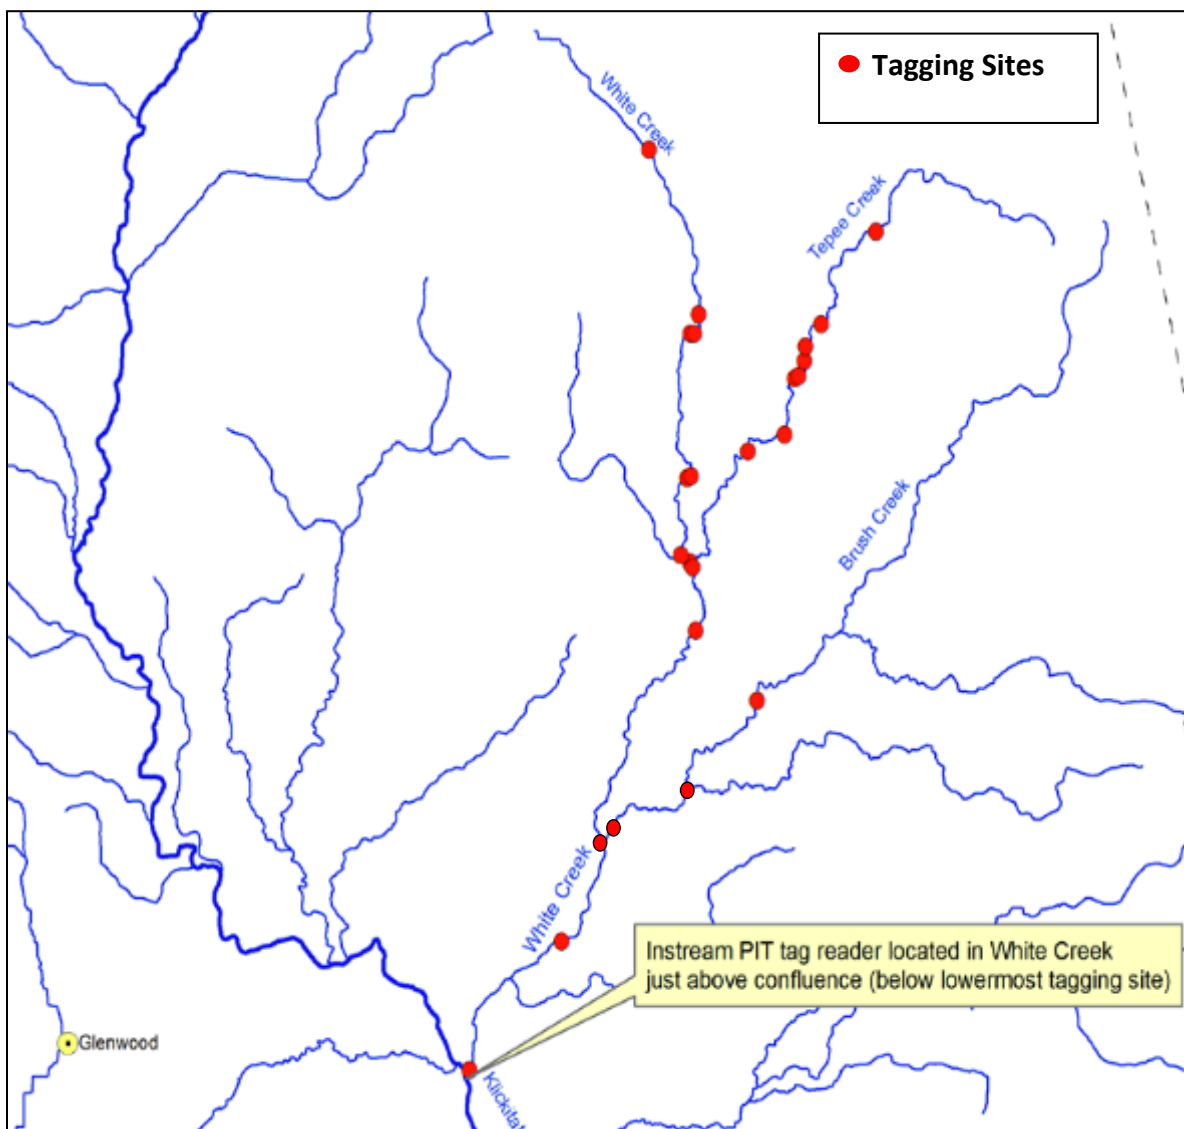 Tagging Sites
White Creek
Tepee Creek
Brush Creek
White Creek
Instream PIT tag reader located in White Creek
just above confluence (below lowermost tagging site)
Glenwood
Klickitat